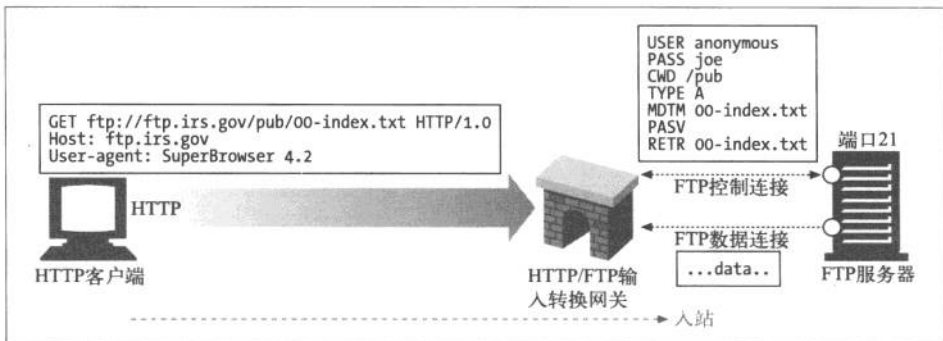 USER anonymous
PASS joe
CWD /pub
TYPE A
MDTM 00-index.txt
PASV
RETR 00-index.txt
GET ftp://ftp.irs.gov/pub/00-index.txt HTTP/1.0
Host: ftp.irs.gov
User-agent: SuperBrowser 4.2
端口21
FTP控制连接
HTTP
FTP数据连接
...data..
HTTP客户端
HTTP/FTP输
入转换网关
FTP服务器
入站